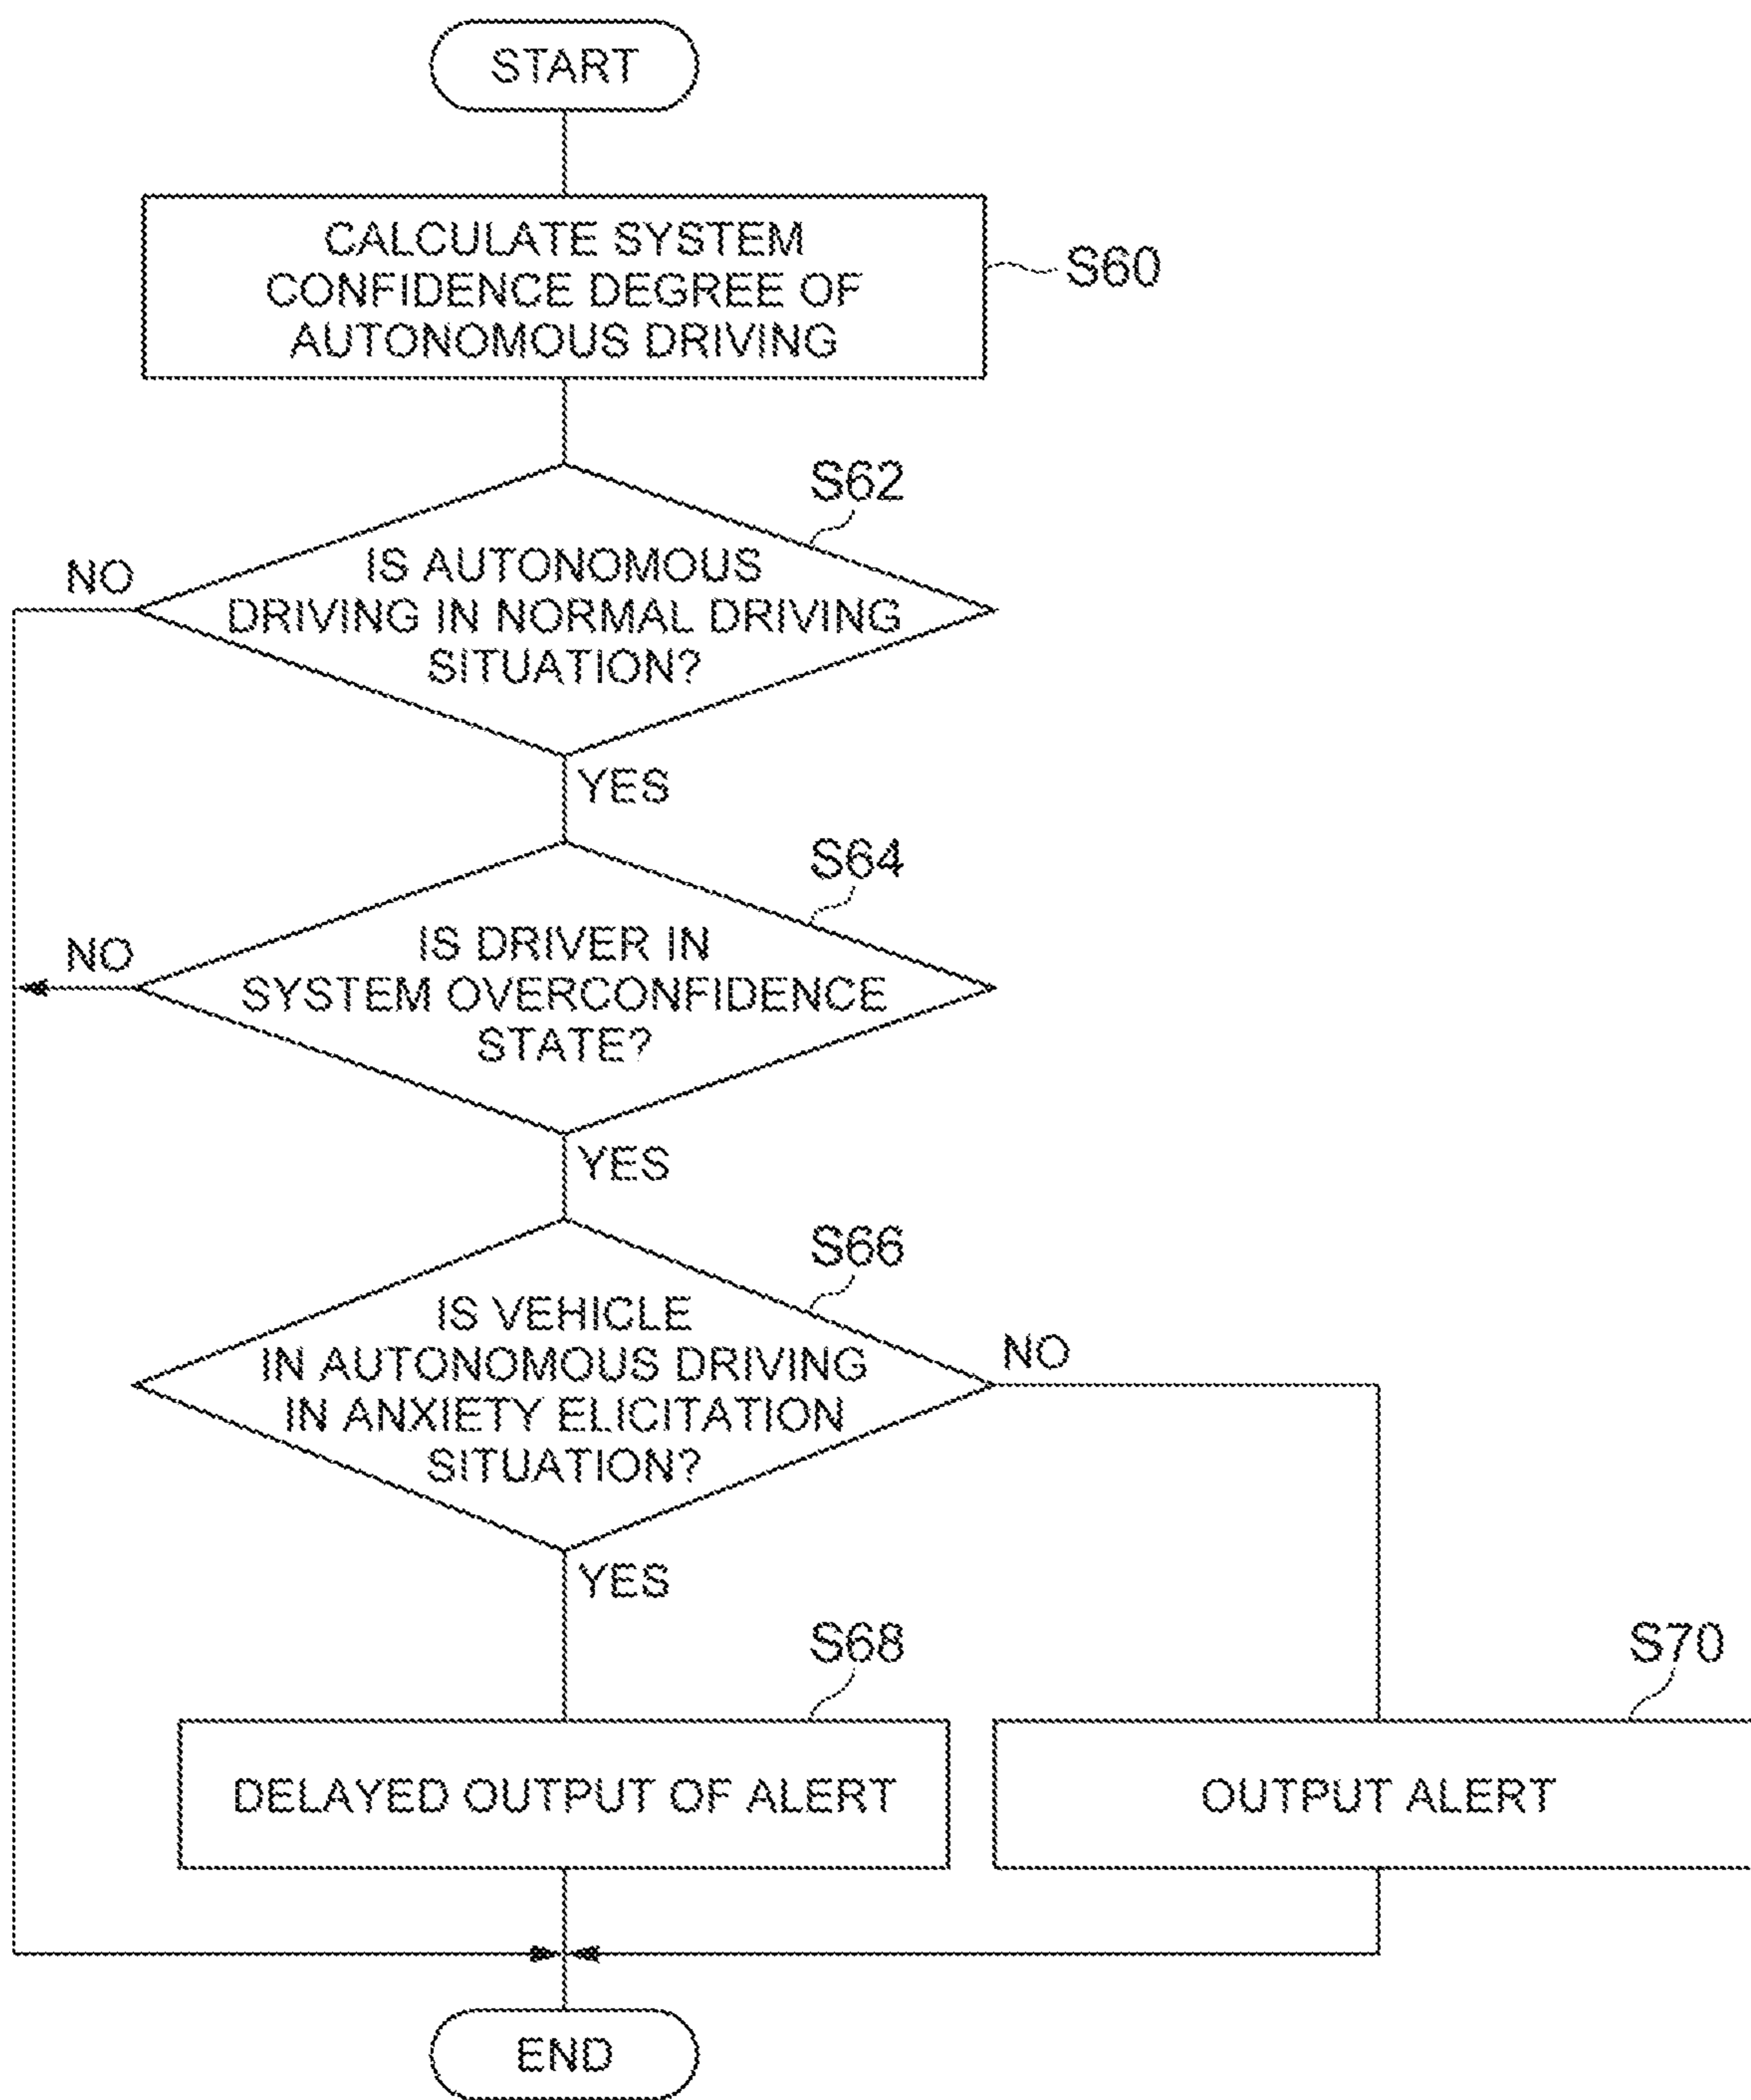 START
CALCULATE SYSTEM
CONFIDENCE DEGREE OF
AUTONOMOUS DRIVING
S60
S62
NO
IS AUTONOMOUS
DRIVING IN NORMAL DRIVING
SITUATION?
YES
S64
NO
IS DRIVER IN
SYSTEM OVERCONFIDENCE
STATE?
YES
S66
IS VEHICLE
IN AUTONOMOUS DRIVING
IN ANXIETY ELICITATION
SITUATION?
NO
YES
S68
S70
DELAYED OUTPUT OF ALERT
OUTPUT ALERT
END